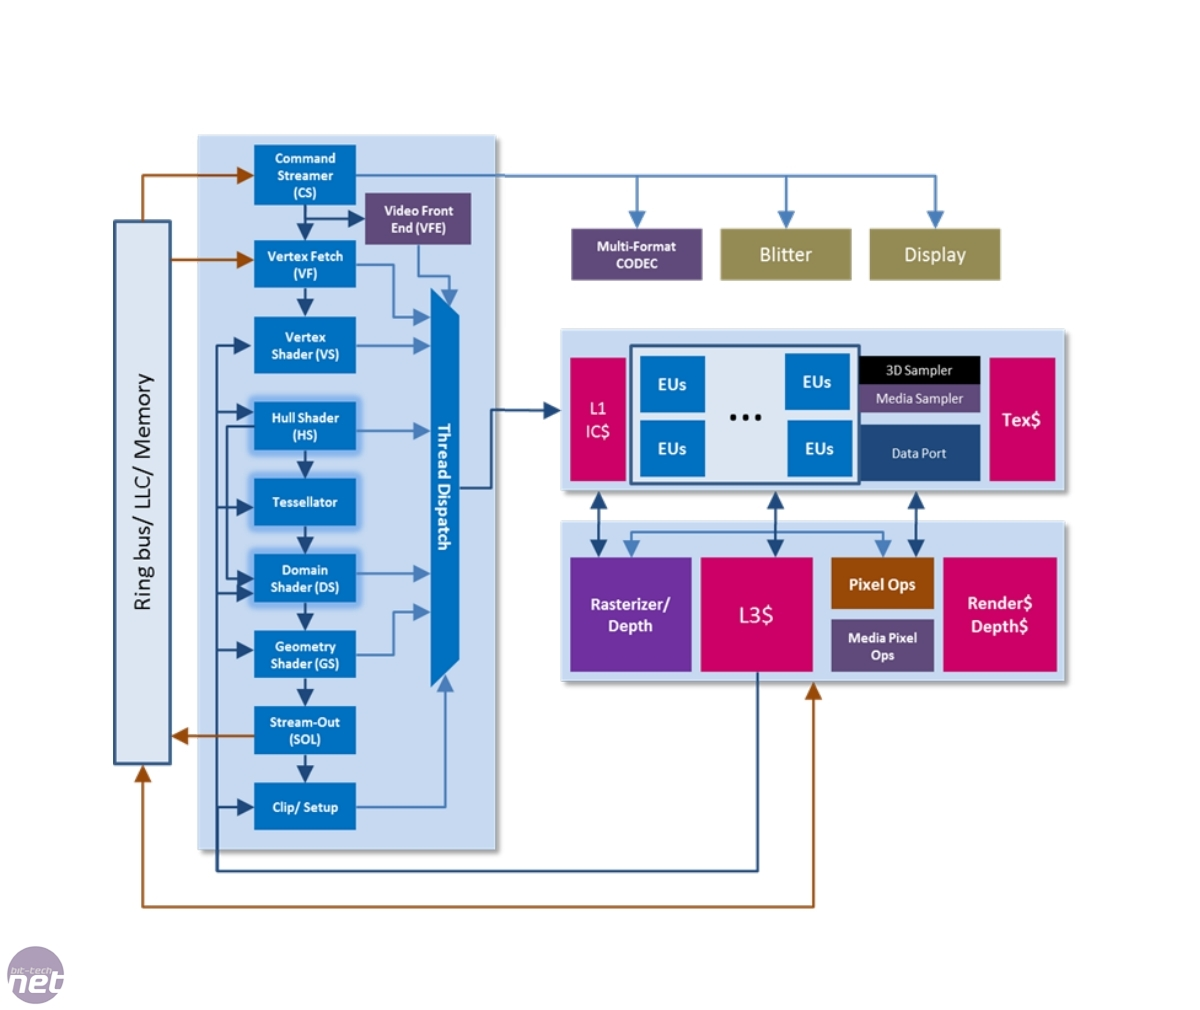 Command
Streamer
(CS)
Video Front
End (VFE)
Vertex Fetch
(VF)
Vertex
Shader (VS)
Hull Shader
(HS)
Tessellator
Domain
Shader (DS)
Geometry
Shader (GS)
Stream-Out
(SOL)
Clip/ Setup
Ring bus/ LLC/ Memory
Thread Dispatch
Multi-Format
CODEC
Blitter
Display
L1
IC$
EUs
EUs
...
EUs
EUs
3D Sampler
Media Sampler
Data Port
Tex$
Rasterizer/
Depth
L3$
Pixel Ops
Media Pixel
Ops
Render$
Depth$
bit-tech
net